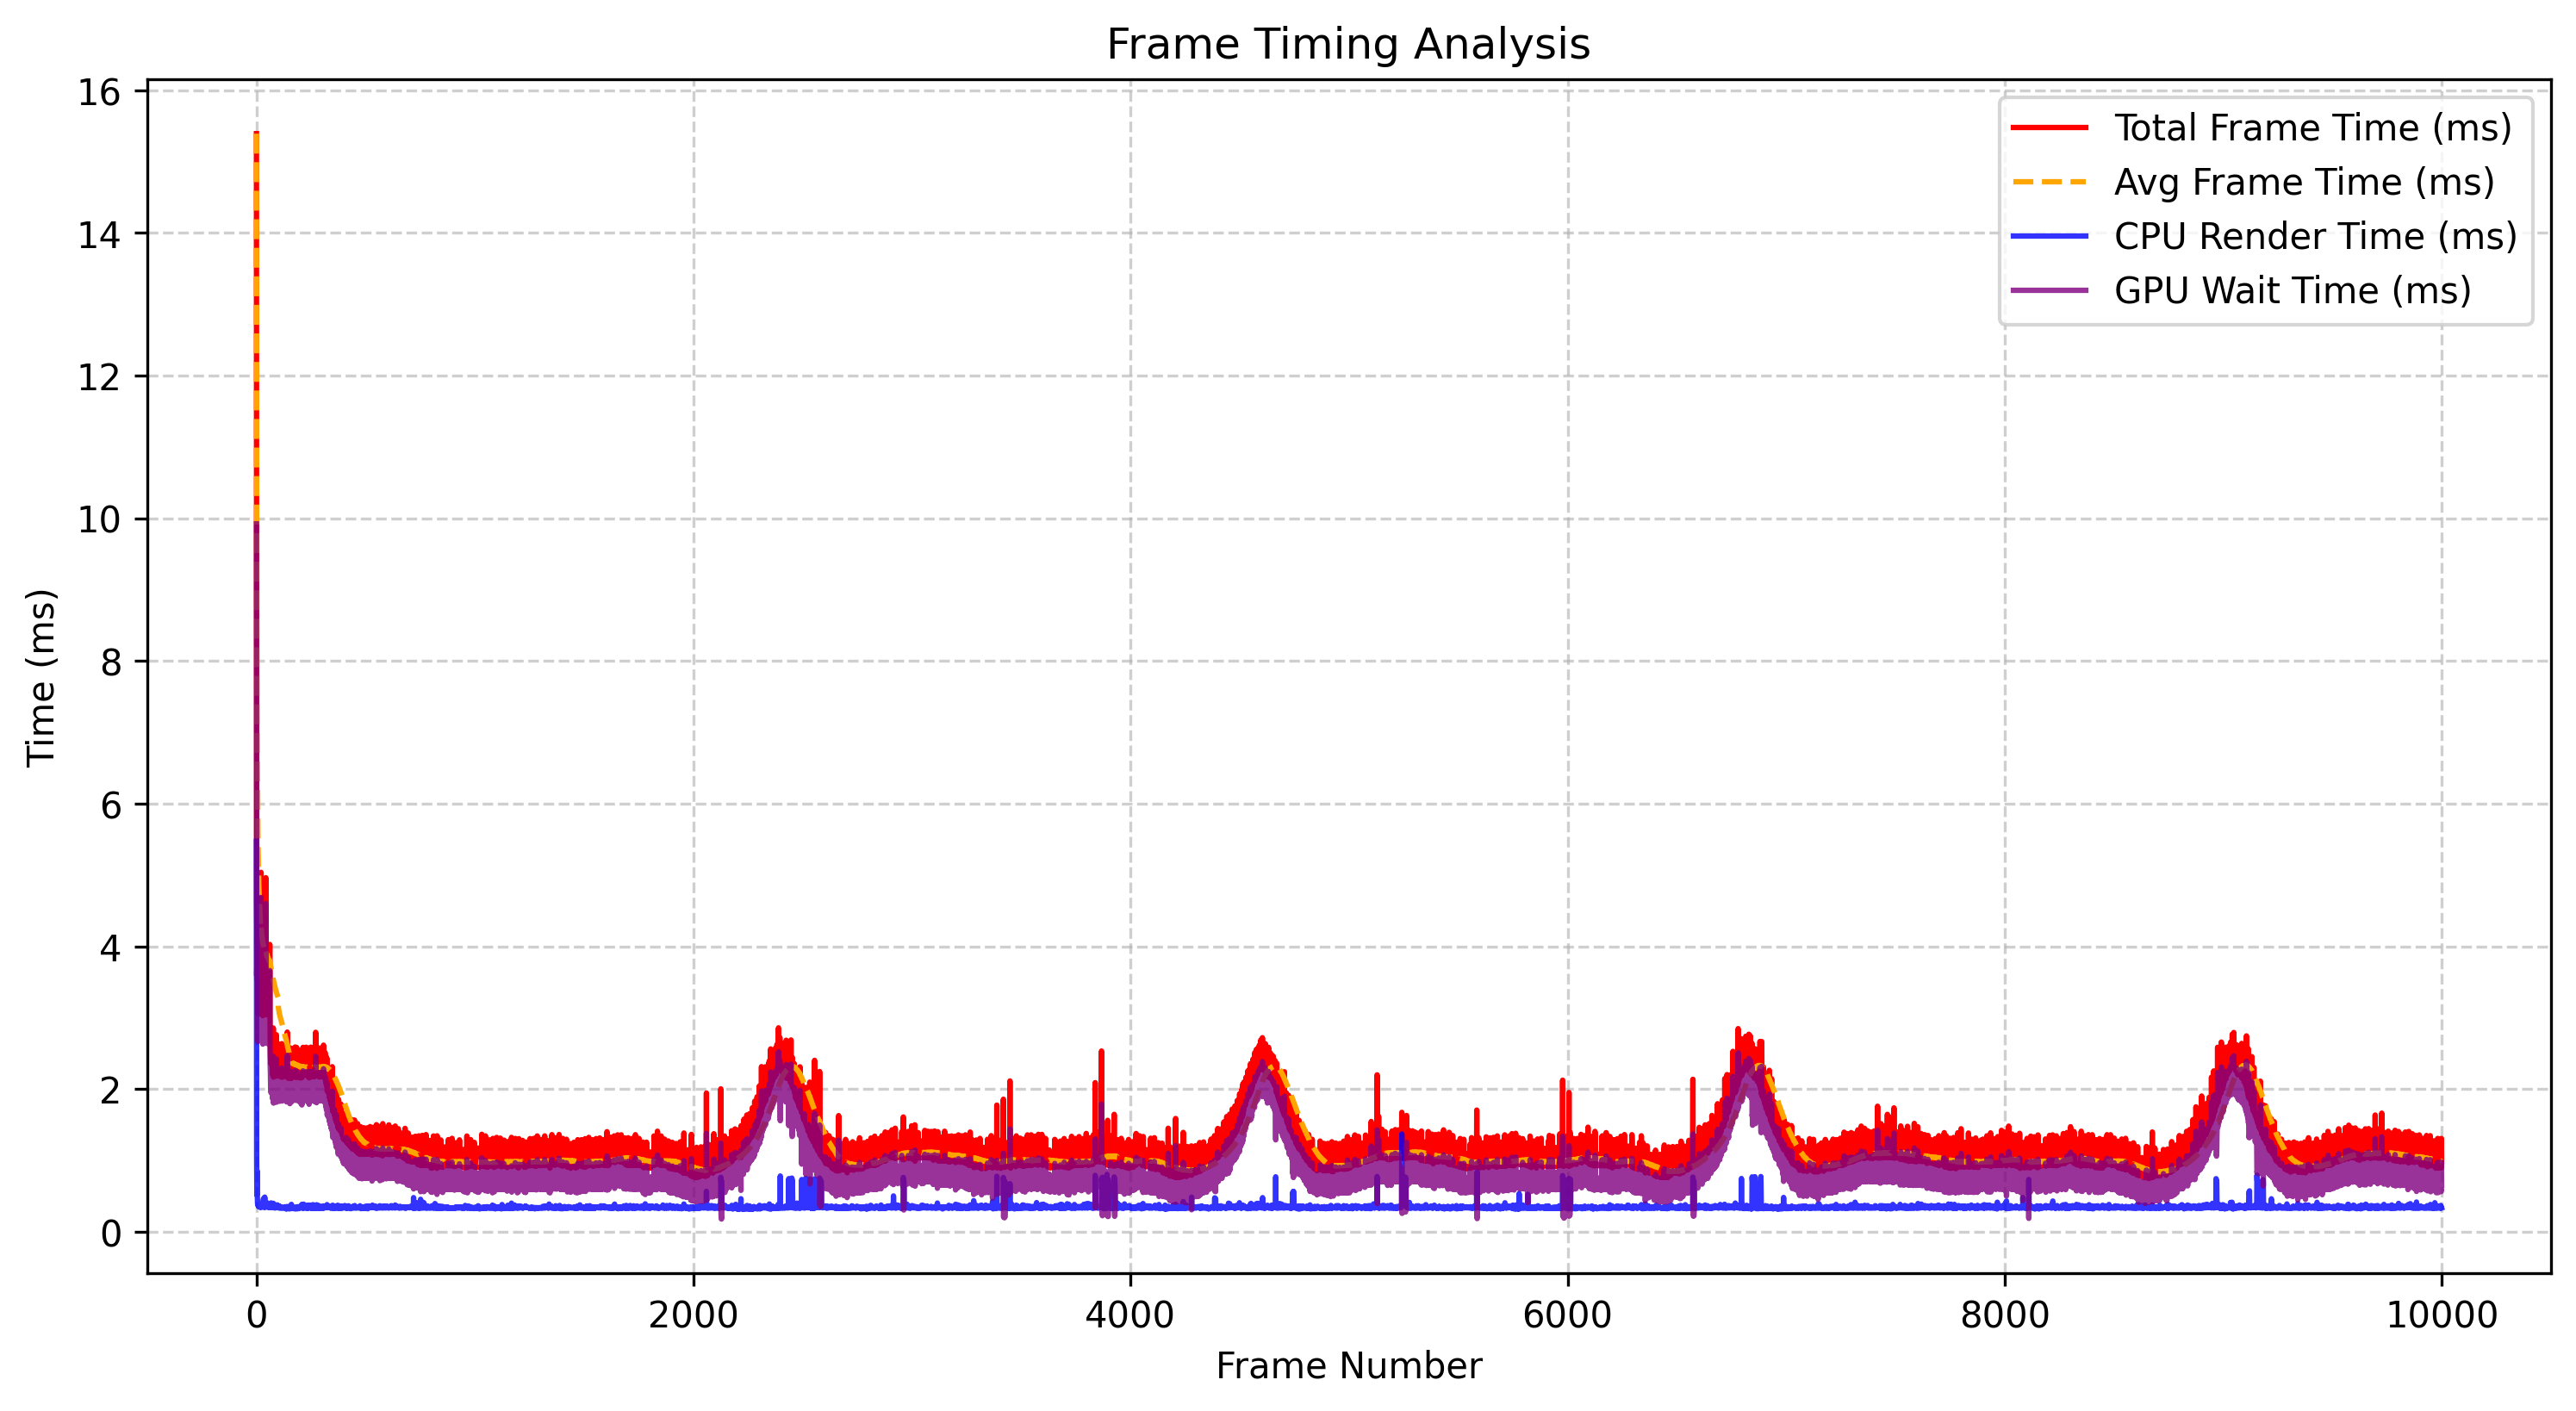 Frame Timing Analysis
Total Frame Time (ms)
Avg Frame Time (ms)
CPU Render Time (ms)
GPU Wait Time (ms)
Time (ms)
16
14
12
10
8
6
4
2
0
0 2000 4000 6000 8000 10000
Frame Number